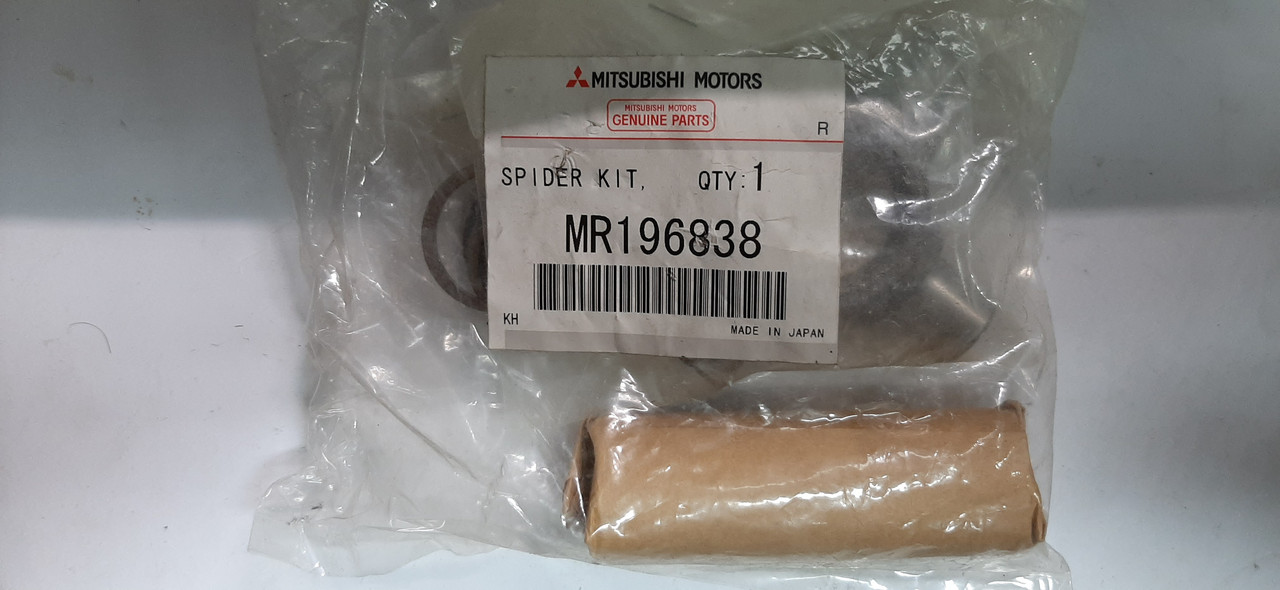 MITSUBISHI MOTORS
MITSUBISHI MOTORS
GENUINE PARTS
R
SPIDER KIT, QTY:1
MR196838
KH
MADE IN JAPAN